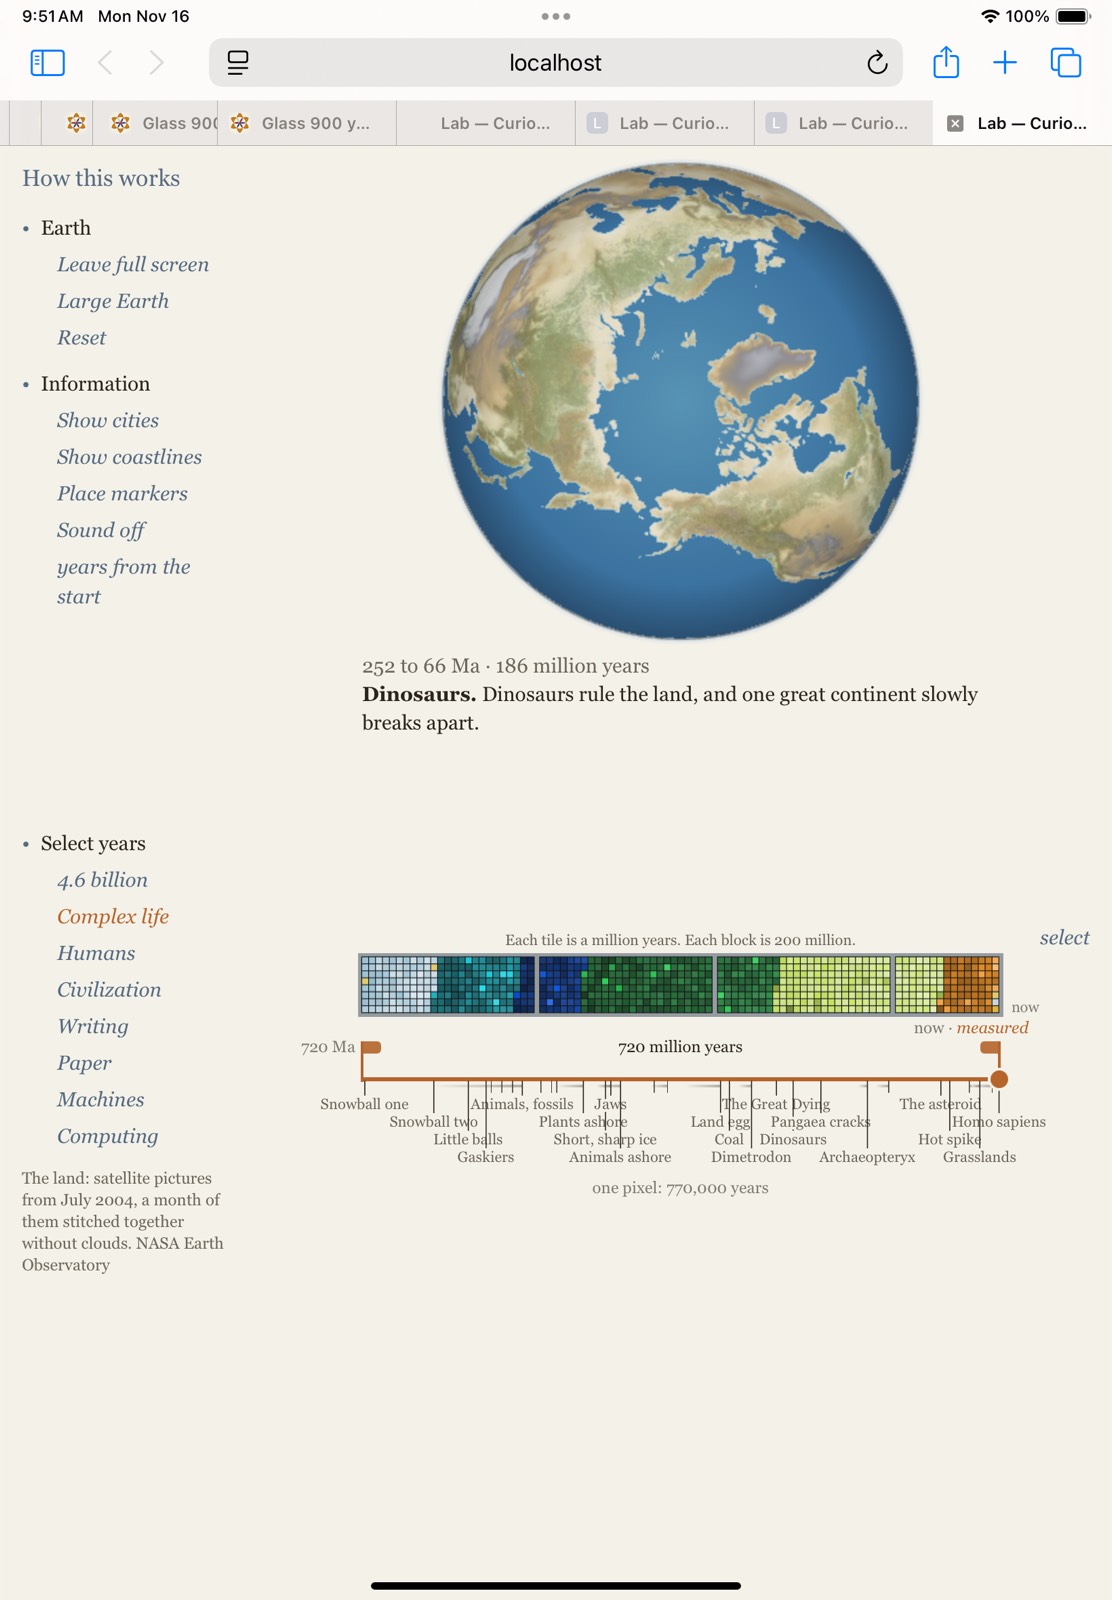 9:51 AM Mon Nov 16
100%
localhost
Glass 900
Glass 900 y...
Lab — Curio...
L Lab — Curio...
L Lab — Curio...
Lab — Curio...
How this works
• Earth
Leave full screen
Large Earth
Reset
• Information
Show cities
Show coastlines
Place markers
Sound off
years from the
start
252 to 66 Ma · 186 million years
Dinosaurs. Dinosaurs rule the land, and one great continent slowly
breaks apart.
• Select years
4.6 billion
Complex life
Humans
Civilization
Writing
Paper
Machines
Computing
The land: satellite pictures
from July 2004, a month of
them stitched together
without clouds. NASA Earth
Observatory
select
Each tile is a million years. Each block is 200 million.
now
now · measured
720 Ma
720 million years
Snowball one
Animals, fossils
Jaws
The Great Dying
The asteroid
Snowball two
Plants ashore
Land egg
Pangaea cracks
Homo sapiens
Little balls
Short, sharp ice
Coal
Dinosaurs
Hot spike
Gaskiers
Animals ashore
Dimetrodon
Archaeopteryx
Grasslands
one pixel: 770,000 years